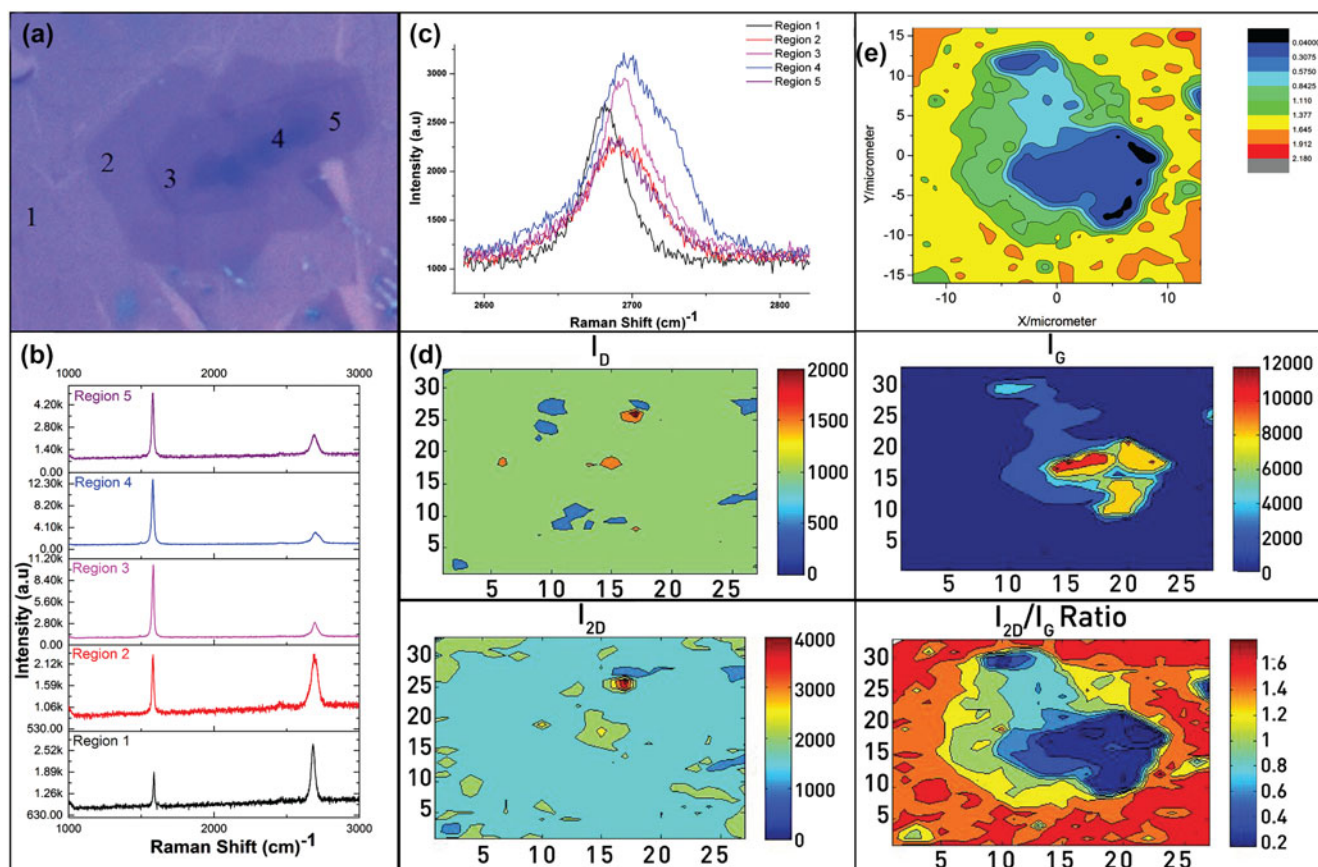 (a)
1
2
3
4
5
(b)
1000 2000 3000
Region 5
4.20k
2.80k
1.40k
0.00
Region 4
12.30k
8.20k
4.10k
0.00
Region 3
11.20k
8.40k
5.60k
2.80k
0.00
Region 2
2.12k
1.59k
1.06k
530.00
Region 1
2.52k
1.89k
1.26k
630.00
1000 2000 3000
Intensity (a.u)
Raman Shift (cm)-1
(c)
Region 1
Region 2
Region 3
Region 4
Region 5
3000
2500
2000
1500
1000
2600 2700 2800
Intensity (a.u)
Raman Shift (cm)-1
(d)
ID
30
25
20
15
10
5
5 10 15 20 25
2000
1500
1000
500
0
I2D
30
25
20
15
10
5
5 10 15 20 25
4000
3000
2000
1000
0
(e)
15
10
5
0
-5
-10
-15
-10 0 10
Y/micrometer
X/micrometer
0.04000
0.3075
0.5750
0.8425
1.110
1.377
1.645
1.912
2.180
IG
30
25
20
15
10
5
5 10 15 20 25
12000
10000
8000
6000
4000
2000
0
I2D/IG Ratio
30
25
20
15
10
5
5 10 15 20 25
1.6
1.4
1.2
1
0.8
0.6
0.4
0.2